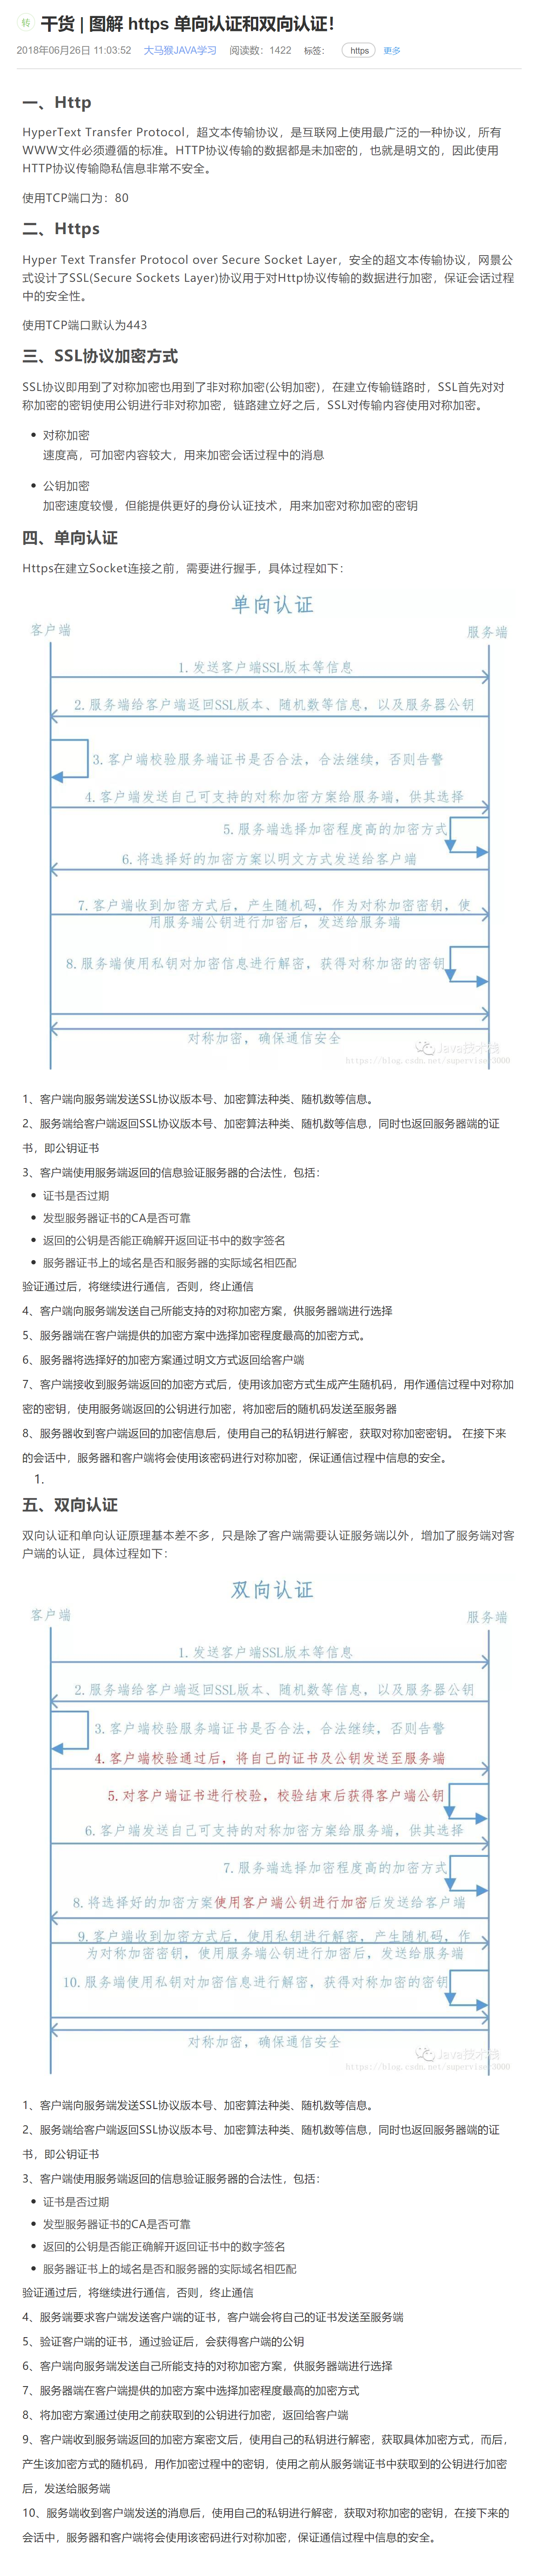 转 干货 | 图解 https 单向认证和双向认证!
2018年06月26日 11:03:52 大马猴JAVA学习 阅读数：1422 标签： https 更多
一、Http
HyperText Transfer Protocol，超文本传输协议，是互联网上使用最广泛的一种协议，所有
WWW文件必须遵循的标准。HTTP协议传输的数据都是未加密的，也就是明文的，因此使用
HTTP协议传输隐私信息非常不安全。
使用TCP端口为：80
二、Https
Hyper Text Transfer Protocol over Secure Socket Layer，安全的超文本传输协议，网景公
式设计了SSL(Secure Sockets Layer)协议用于对Http协议传输的数据进行加密，保证会话过程
中的安全性。
使用TCP端口默认为443
三、SSL协议加密方式
SSL协议即用到了对称加密也用到了非对称加密(公钥加密)，在建立传输链路时，SSL首先对对
称加密的密钥使用公钥进行非对称加密，链路建立好之后，SSL对传输内容使用对称加密。
• 对称加密
速度高，可加密内容较大，用来加密会话过程中的消息
• 公钥加密
加密速度较慢，但能提供更好的身份认证技术，用来加密对称加密的密钥
四、单向认证
Https在建立Socket连接之前，需要进行握手，具体过程如下：
单向认证
客户端
服务端
1.发送客户端SSL版本等信息
2.服务端给客户端返回SSL版本、随机数等信息，以及服务器公钥
3.客户端校验服务端证书是否合法，合法继续，否则告警
4.客户端发送自己可支持的对称加密方案给服务端，供其选择
5.服务端选择加密程度高的加密方式
6.将选择好的加密方案以明文方式发送给客户端
7.客户端收到加密方式后，产生随机码，作为对称加密密钥，使
用服务端公钥进行加密后，发送给服务端
8.服务端使用私钥对加密信息进行解密，获得对称加密的密钥
对称加密，确保通信安全
Java技术栈
https://blog.csdn.net/superviser3000
1、客户端向服务端发送SSL协议版本号、加密算法种类、随机数等信息。
2、服务端给客户端返回SSL协议版本号、加密算法种类、随机数等信息，同时也返回服务器端的证
书，即公钥证书
3、客户端使用服务端返回的信息验证服务器的合法性，包括：
• 证书是否过期
• 发型服务器证书的CA是否可靠
• 返回的公钥是否能正确解开返回证书中的数字签名
• 服务器证书上的域名是否和服务器的实际域名相匹配
验证通过后，将继续进行通信，否则，终止通信
4、客户端向服务端发送自己所能支持的对称加密方案，供服务器端进行选择
5、服务器端在客户端提供的加密方案中选择加密程度最高的加密方式。
6、服务器将选择好的加密方案通过明文方式返回给客户端
7、客户端接收到服务端返回的加密方式后，使用该加密方式生成产生随机码，用作通信过程中对称加
密的密钥，使用服务端返回的公钥进行加密，将加密后的随机码发送至服务器
8、服务器收到客户端返回的加密信息后，使用自己的私钥进行解密，获取对称加密密钥。 在接下来
的会话中，服务器和客户端将会使用该密码进行对称加密，保证通信过程中信息的安全。
1.
五、双向认证
双向认证和单向认证原理基本差不多，只是除了客户端需要认证服务端以外，增加了服务端对客
户端的认证，具体过程如下：
双向认证
客户端
服务端
1.发送客户端SSL版本等信息
2.服务端给客户端返回SSL版本、随机数等信息，以及服务器公钥
3.客户端校验服务端证书是否合法，合法继续，否则告警
4.客户端校验通过后，将自己的证书及公钥发送至服务端
5.对客户端证书进行校验，校验结束后获得客户端公钥
6.客户端发送自己可支持的对称加密方案给服务端，供其选择
7.服务端选择加密程度高的加密方式
8.将选择好的加密方案使用客户端公钥进行加密后发送给客户端
9.客户端收到加密方式后，使用私钥进行解密，产生随机码，作
为对称加密密钥，使用服务端公钥进行加密后，发送给服务端
10.服务端使用私钥对加密信息进行解密，获得对称加密的密钥
对称加密，确保通信安全
Java技术栈
https://blog.csdn.net/superviser3000
1、客户端向服务端发送SSL协议版本号、加密算法种类、随机数等信息。
2、服务端给客户端返回SSL协议版本号、加密算法种类、随机数等信息，同时也返回服务器端的证
书，即公钥证书
3、客户端使用服务端返回的信息验证服务器的合法性，包括：
• 证书是否过期
• 发型服务器证书的CA是否可靠
• 返回的公钥是否能正确解开返回证书中的数字签名
• 服务器证书上的域名是否和服务器的实际域名相匹配
验证通过后，将继续进行通信，否则，终止通信
4、服务端要求客户端发送客户端的证书，客户端会将自己的证书发送至服务端
5、验证客户端的证书，通过验证后，会获得客户端的公钥
6、客户端向服务端发送自己所能支持的对称加密方案，供服务器端进行选择
7、服务器端在客户端提供的加密方案中选择加密程度最高的加密方式
8、将加密方案通过使用之前获取到的公钥进行加密，返回给客户端
9、客户端收到服务端返回的加密方案密文后，使用自己的私钥进行解密，获取具体加密方式，而后，
产生该加密方式的随机码，用作加密过程中的密钥，使用之前从服务端证书中获取到的公钥进行加密
后，发送给服务端
10、服务端收到客户端发送的消息后，使用自己的私钥进行解密，获取对称加密的密钥，在接下来的
会话中，服务器和客户端将会使用该密码进行对称加密，保证通信过程中信息的安全。